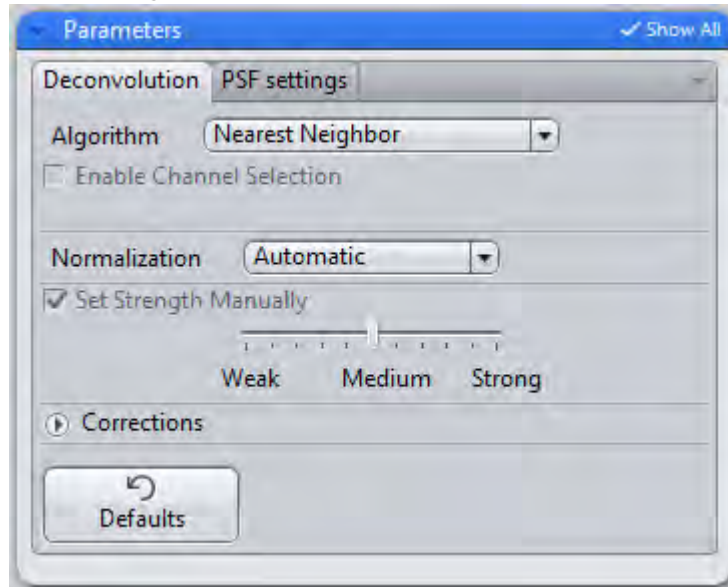 Parameters Show All
Deconvolution PSF settings
Algorithm Nearest Neighbor
Enable Channel Selection
Normalization Automatic
Set Strength Manually
Weak Medium Strong
Corrections
Defaults